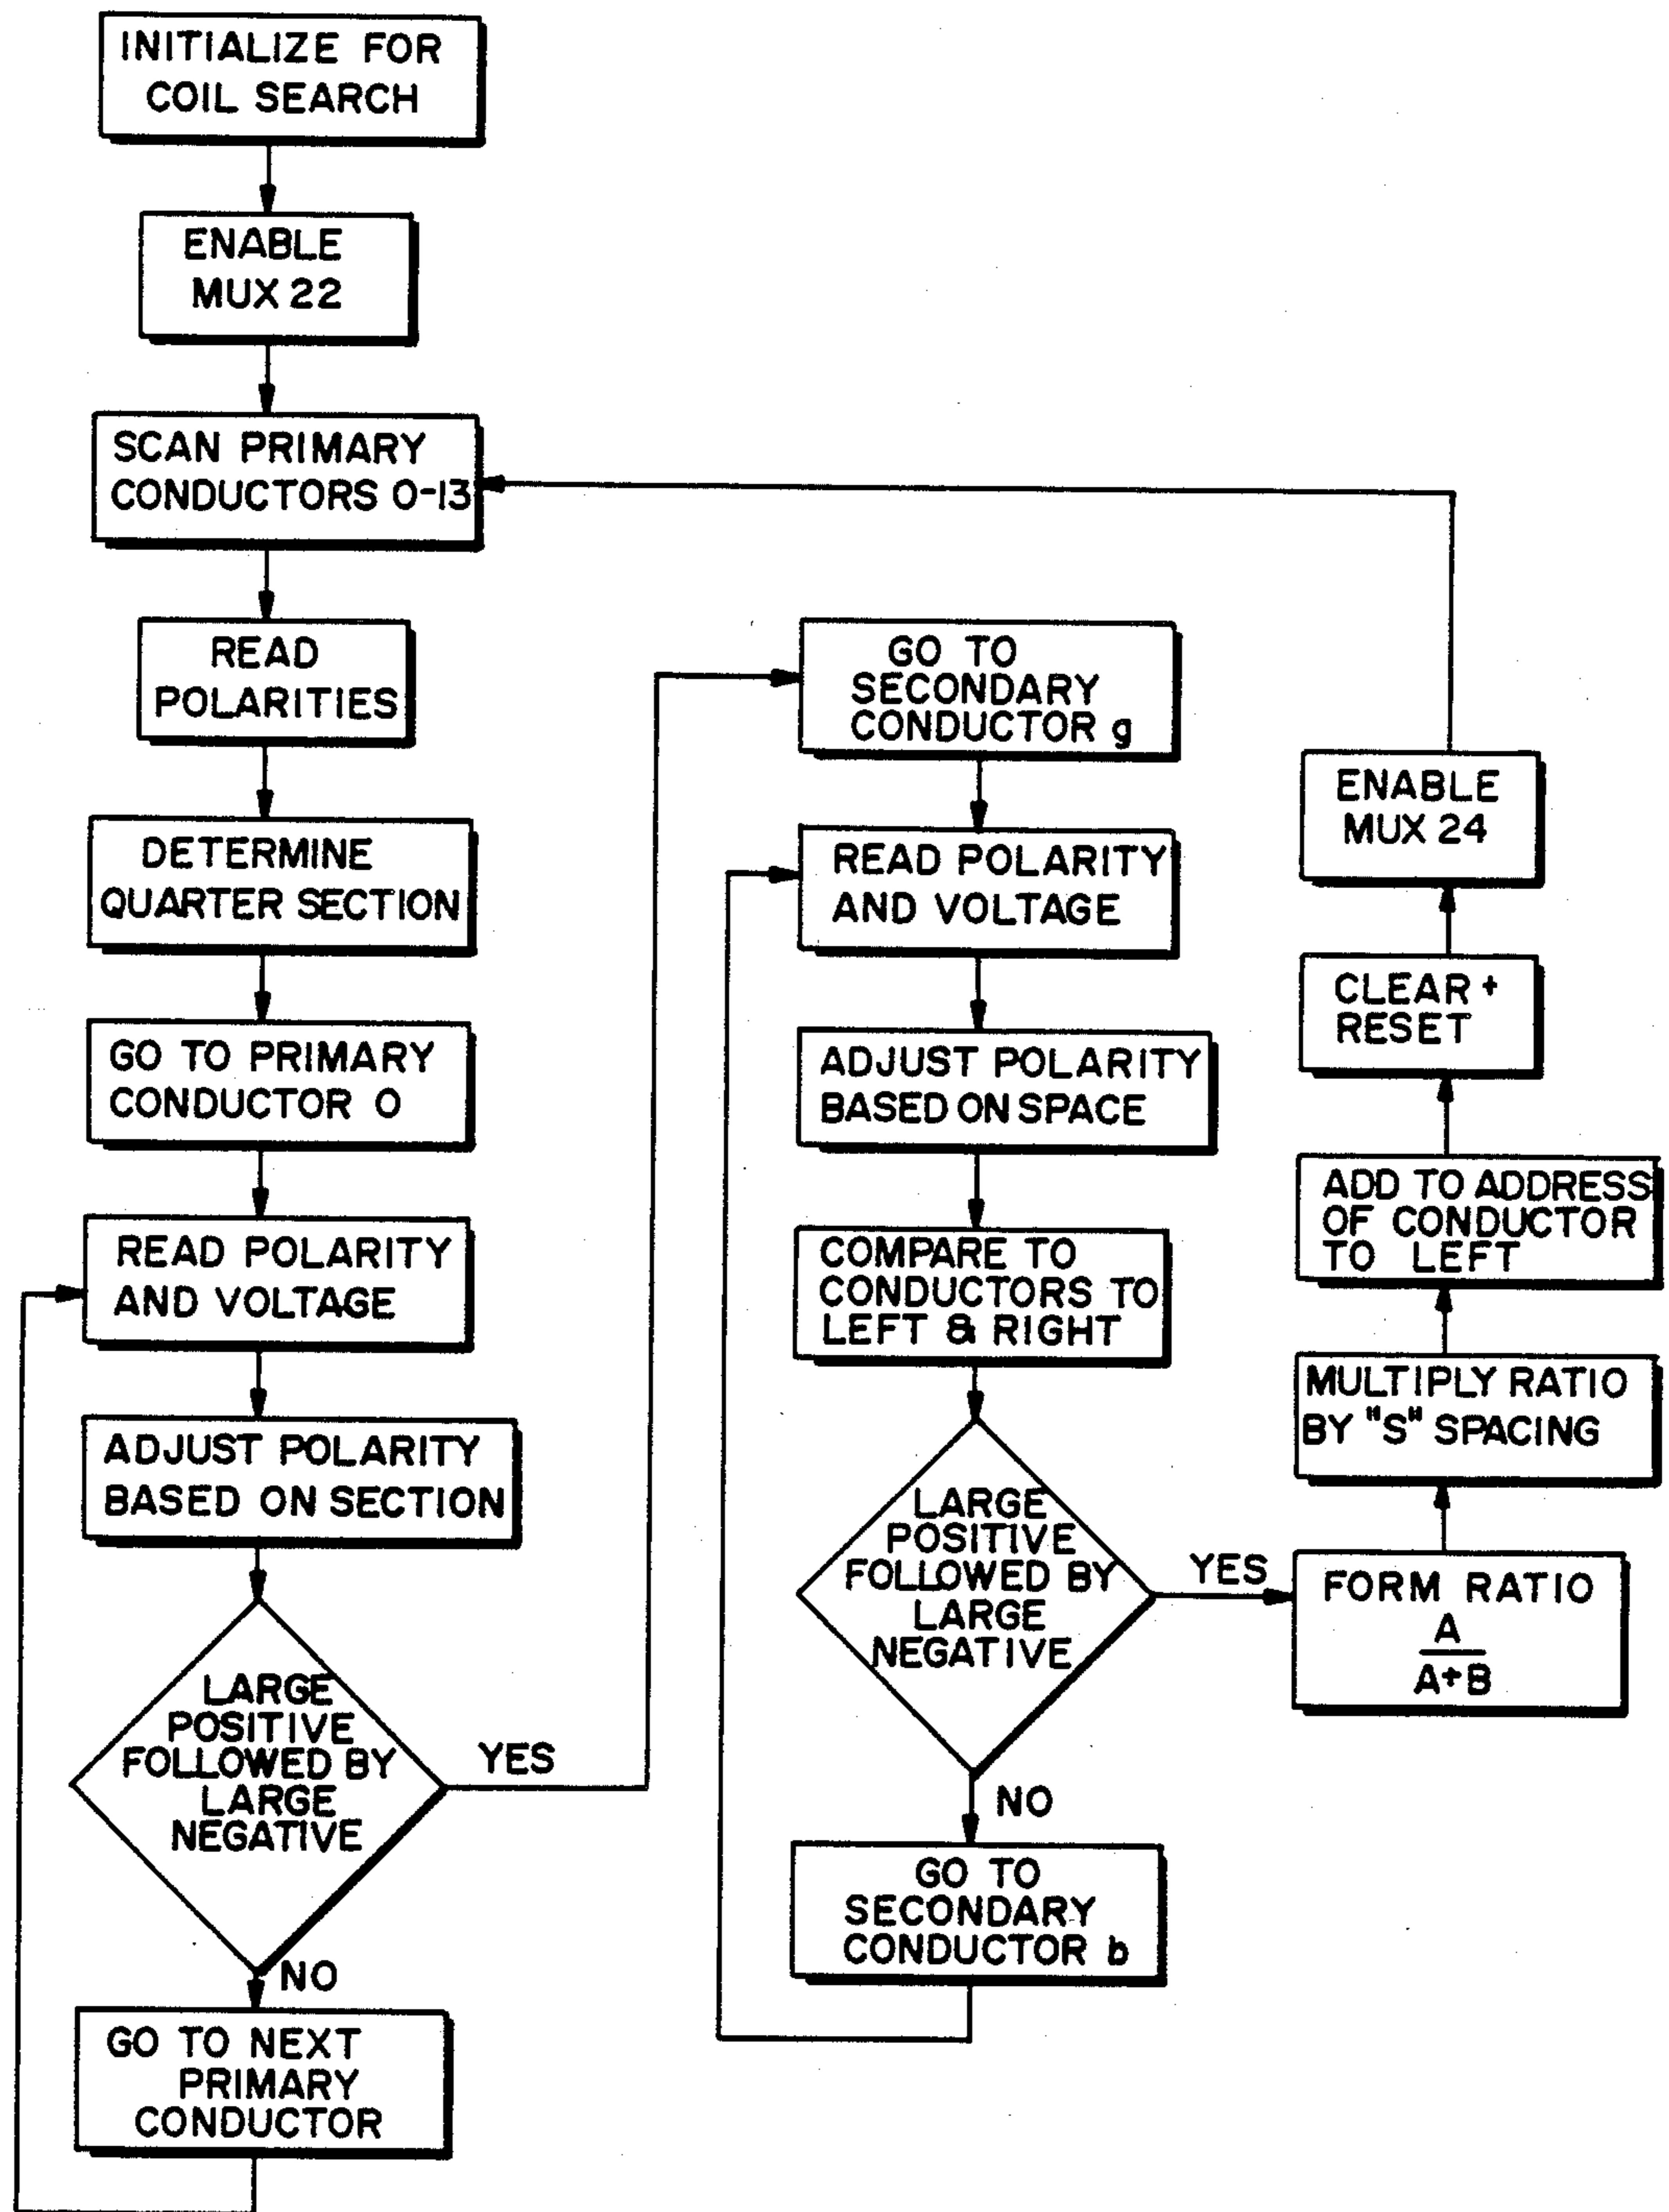 INITIALIZE FOR
COIL SEARCH
ENABLE
MUX 22
SCAN PRIMARY
CONDUCTORS 0-13
READ
POLARITIES
DETERMINE
QUARTER SECTION
GO TO PRIMARY
CONDUCTOR 0
READ POLARITY
AND VOLTAGE
ADJUST POLARITY
BASED ON SECTION
LARGE
POSITIVE
FOLLOWED BY
LARGE
NEGATIVE
YES
NO
GO TO NEXT
PRIMARY
CONDUCTOR
GO TO
SECONDARY
CONDUCTOR g
READ POLARITY
AND VOLTAGE
ADJUST POLARITY
BASED ON SPACE
COMPARE TO
CONDUCTORS TO
LEFT & RIGHT
LARGE
POSITIVE
FOLLOWED BY
LARGE
NEGATIVE
YES
NO
GO TO
SECONDARY
CONDUCTOR b
FORM RATIO
A
A+B
MULTIPLY RATIO
BY "S" SPACING
ADD TO ADDRESS
OF CONDUCTOR
TO LEFT
CLEAR +
RESET
ENABLE
MUX 24